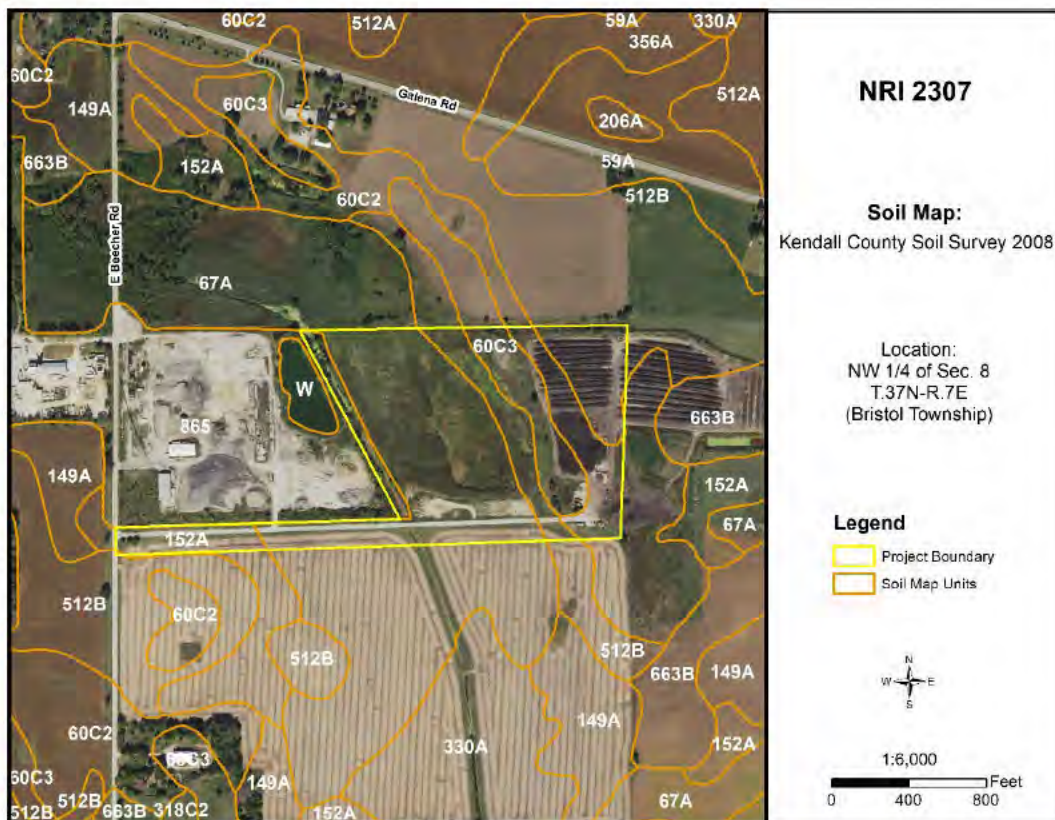 60C2
512A
59A
330A
356A
60C2
60C3
Galena Rd
512A
149A
206A
663B
152A
59A
60C2
512B
E Beecher Rd
67A
60C3
W
663B
865
149A
152A
67A
152A
512B
60C2
512B
512B
663B
149A
149A
60C2
330A
152A
60C3
60C3
149A
512B
512B
663B
318C2
152A
67A
NRI 2307
Soil Map:
Kendall County Soil Survey 2008
Location:
NW 1/4 of Sec. 8
T.37N-R.7E
(Bristol Township)
Legend
Project Boundary
Soil Map Units
N
W
E
S
1:6,000
Feet
0 400 800